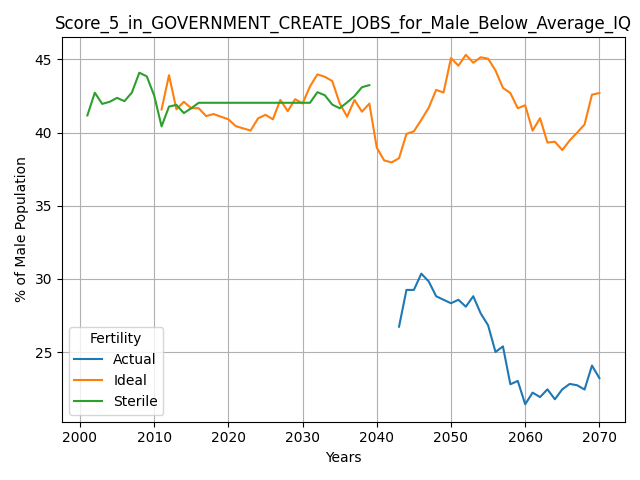 Score_5_in_GOVERNMENT_CREATE_JOBS_for_Male_Below_Average_IQ
45
40
35
30
25
% of Male Population
Fertility
Actual
Ideal
Sterile
2000 2010 2020 2030 2040 2050 2060 2070
Years